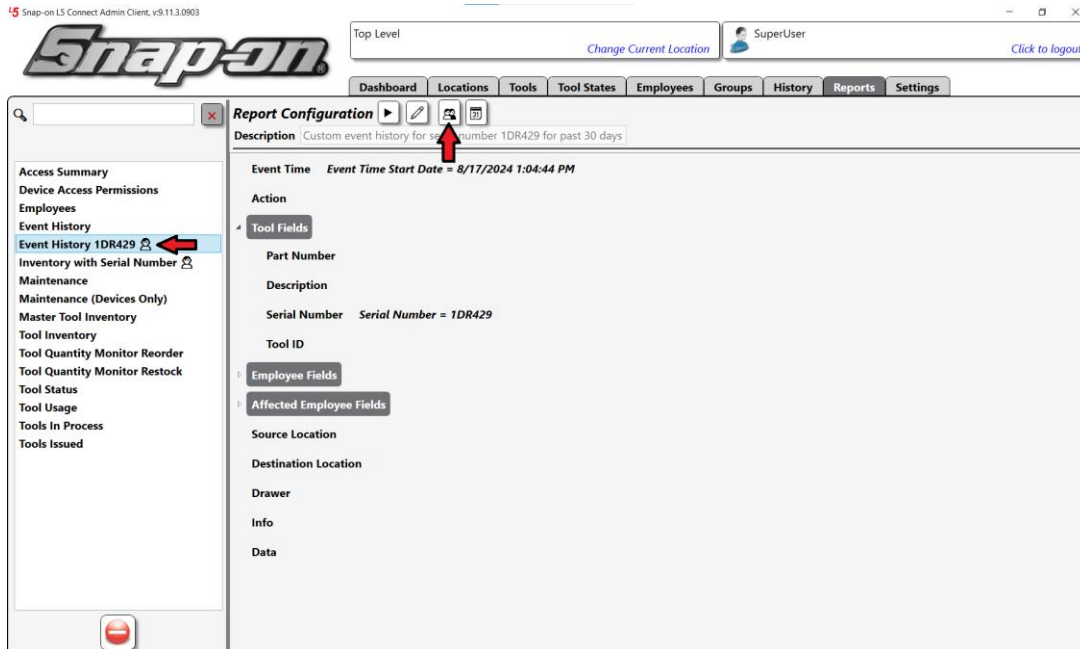 L5 Snap-on L5 Connect Admin Client, v:9.11.3.0903
Snap-on
Top Level
Change Current Location
SuperUser
Click to logout
Dashboard Locations Tools Tool States Employees Groups History Reports Settings
Report Configuration
31
Description Custom event history for number 1DR429 for past 30 days
Access Summary
Device Access Permissions
Employees
Event History
Event History 1DR429
Inventory with Serial Number
Maintenance
Maintenance (Devices Only)
Master Tool Inventory
Tool Inventory
Tool Quantity Monitor Reorder
Tool Quantity Monitor Restock
Tool Status
Tool Usage
Tools In Process
Tools Issued
Event Time Event Time Start Date = 8/17/2024 1:04:44 PM
Action
Tool Fields
Part Number
Description
Serial Number Serial Number = 1DR429
Tool ID
Employee Fields
Affected Employee Fields
Source Location
Destination Location
Drawer
Info
Data